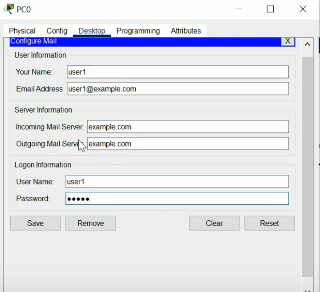 PC0
Physical Config Desktop Programming Attributes
Configure Mail X
User Information
Your Name: user1
Email Address user1@example.com
Server Information
Incoming Mail Server example.com
Outgoing Mail Server example.com
Logon Information
User Name: user1
Password: •••••
Save Remove Clear Reset